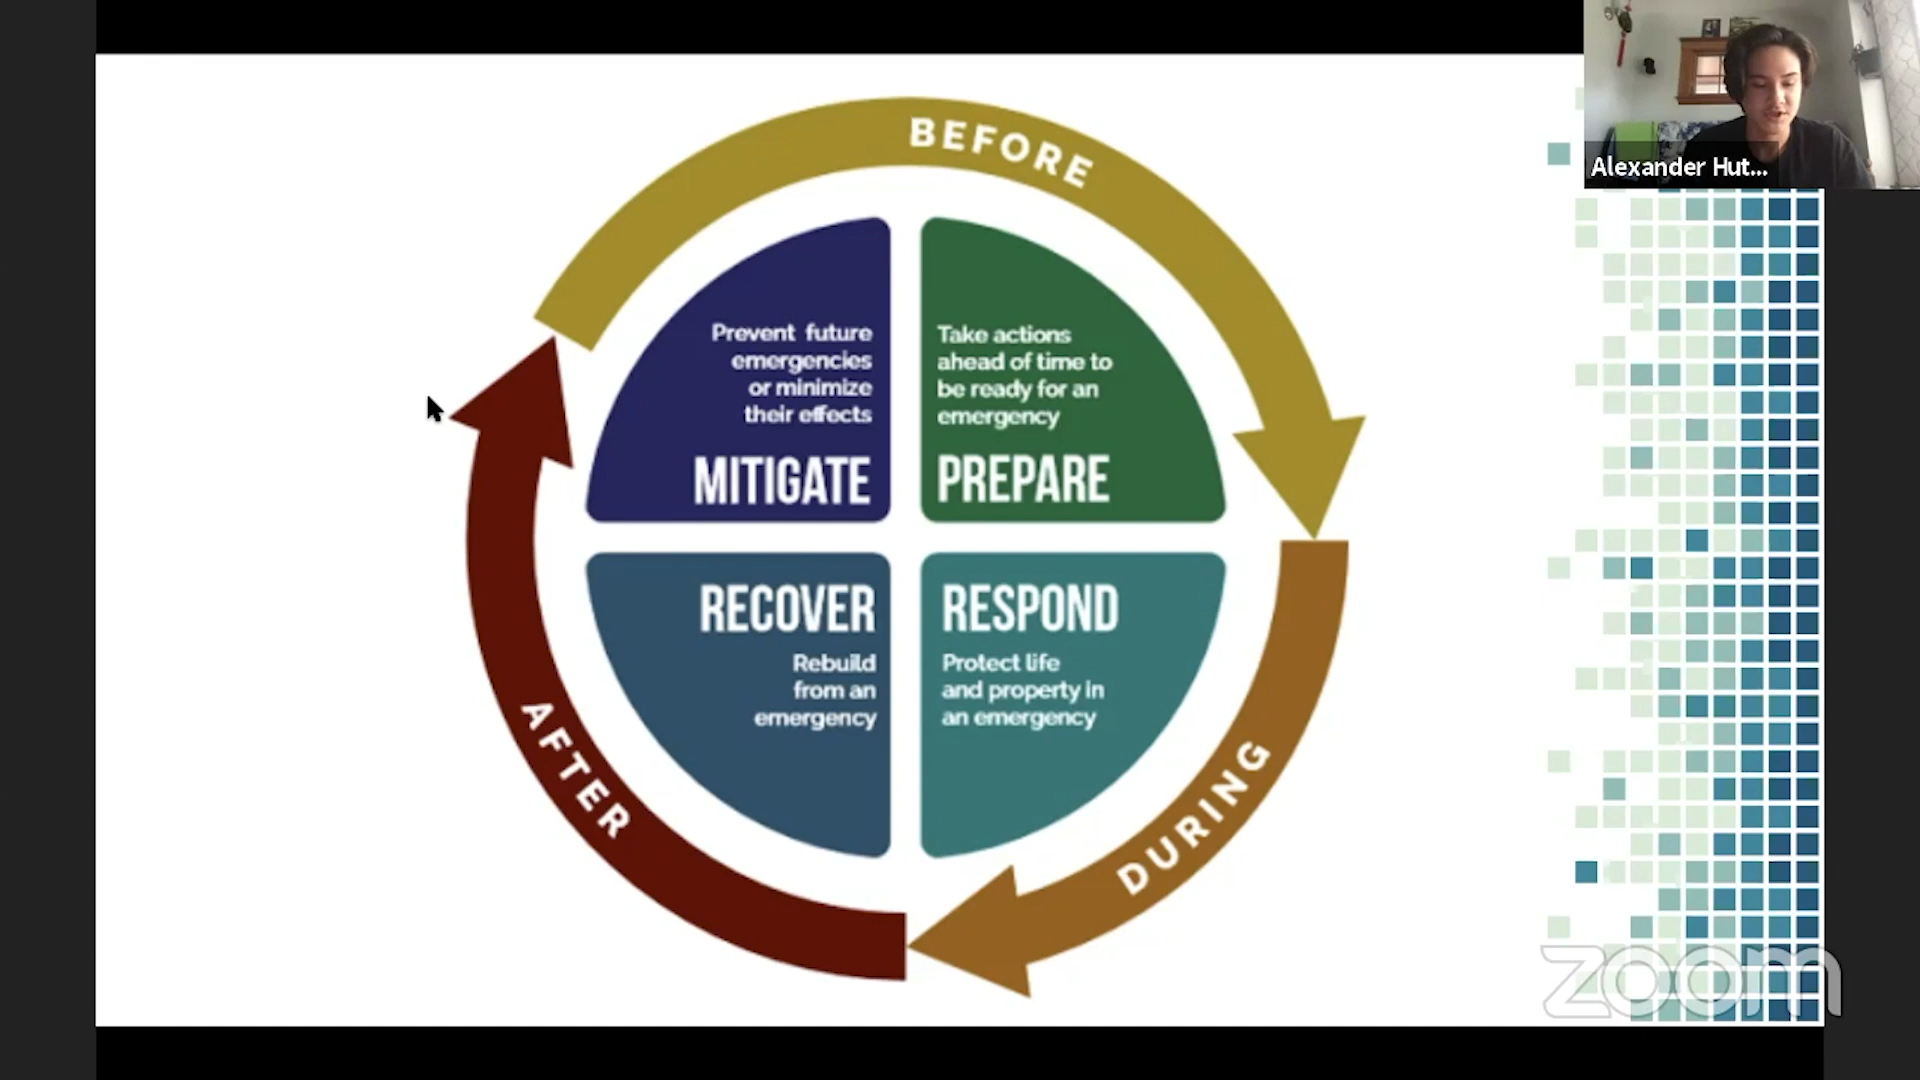 BEFORE
Prevent future
emergencies
or minimize
their effects
MITIGATE
Take actions
ahead of time to
be ready for an
emergency
PREPARE
RECOVER
Rebuild
from an
emergency
RESPOND
Protect life
and property in
an emergency
AFTER
DURING
Alexander Hut...
zoom